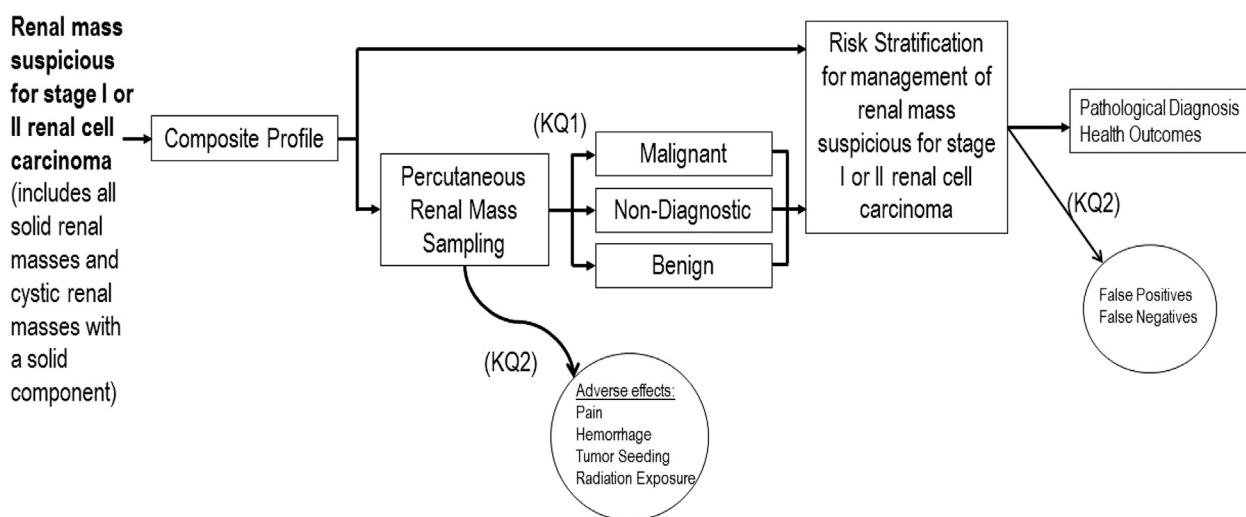 Renal mass
suspicious
for stage I or
II renal cell
carcinoma
(includes all
solid renal
masses and
cystic renal
masses with
a solid
component)
Composite Profile
Percutaneous
Renal Mass
Sampling
(KQ1)
Malignant
Non-Diagnostic
Benign
Risk Stratification
for management of
renal mass
suspicious for stage
I or II renal cell
carcinoma
Pathological Diagnosis
Health Outcomes
(KQ2)
False Positives
False Negatives
(KQ2)
Adverse effects:
Pain
Hemorrhage
Tumor Seeding
Radiation Exposure